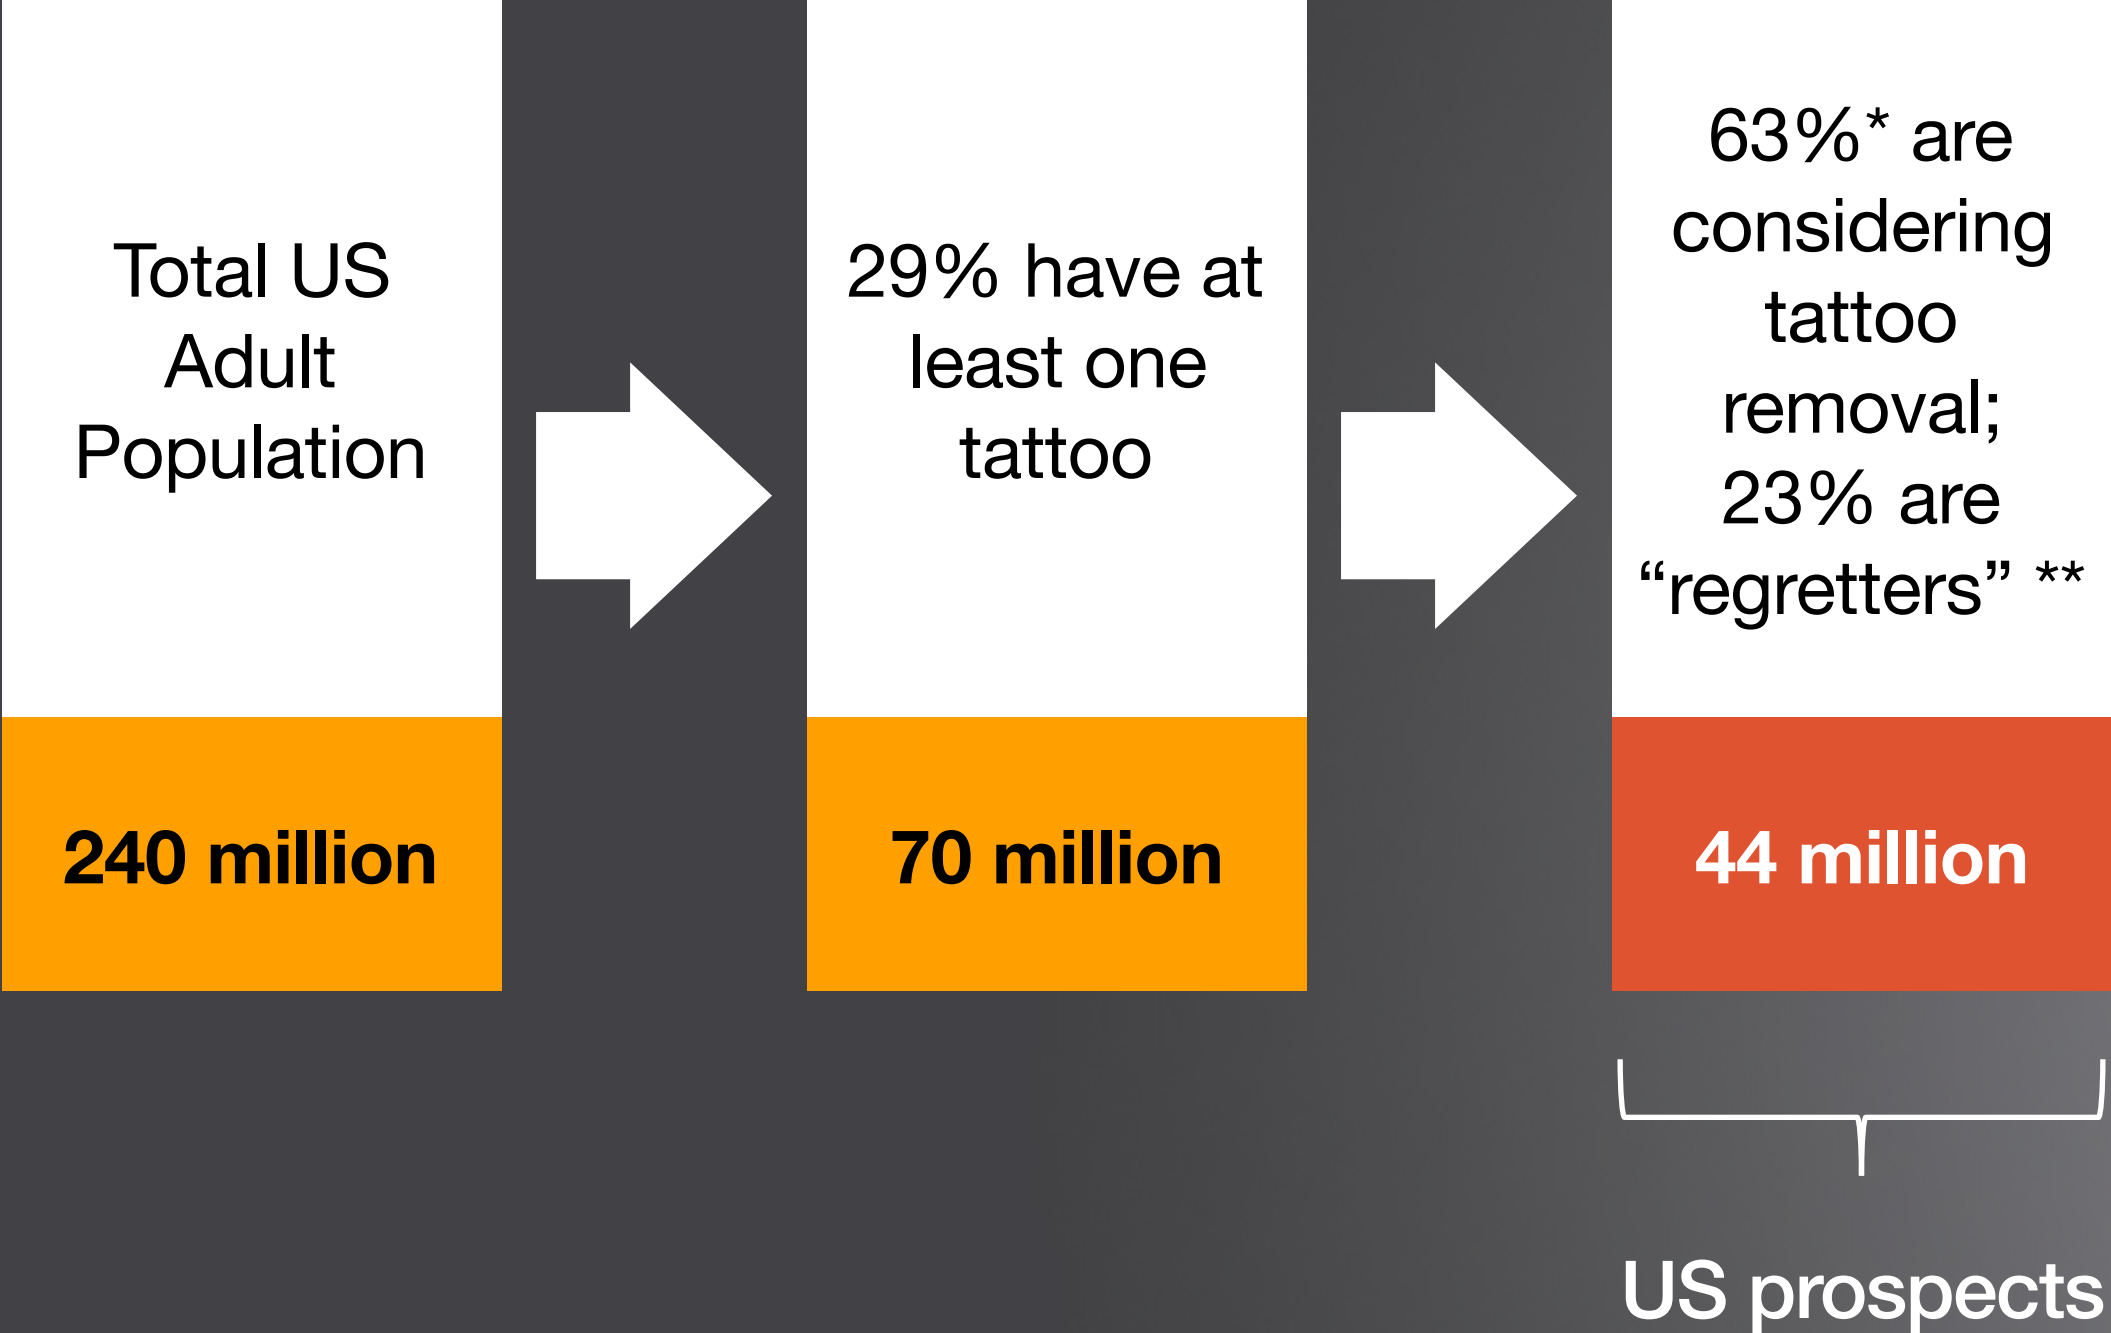 Total US
Adult
Population
240 million
29% have at
least one
tattoo
70 million
63%* are
considering
tattoo
removal;
23% are
“regretters” **
44 million
US prospects